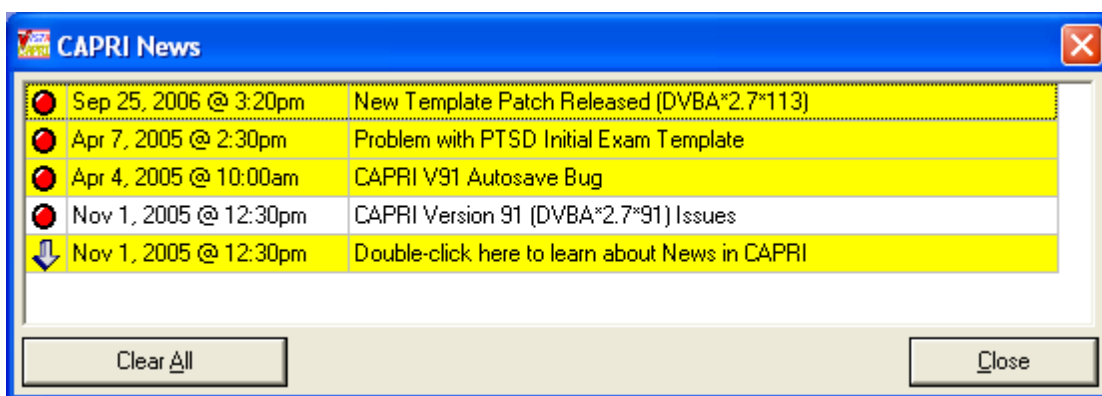 CAPRI News
Sep 25, 2006 @ 3:20pm New Template Patch Released (DVBA*2.7*113)
Apr 7, 2005 @ 2:30pm Problem with PTSD Initial Exam Template
Apr 4, 2005 @ 10:00am CAPRI V91 Autosave Bug
Nov 1, 2005 @ 12:30pm CAPRI Version 91 (DVBA*2.7*91) Issues
Nov 1, 2005 @ 12:30pm Double-click here to learn about News in CAPRI
Clear All Close